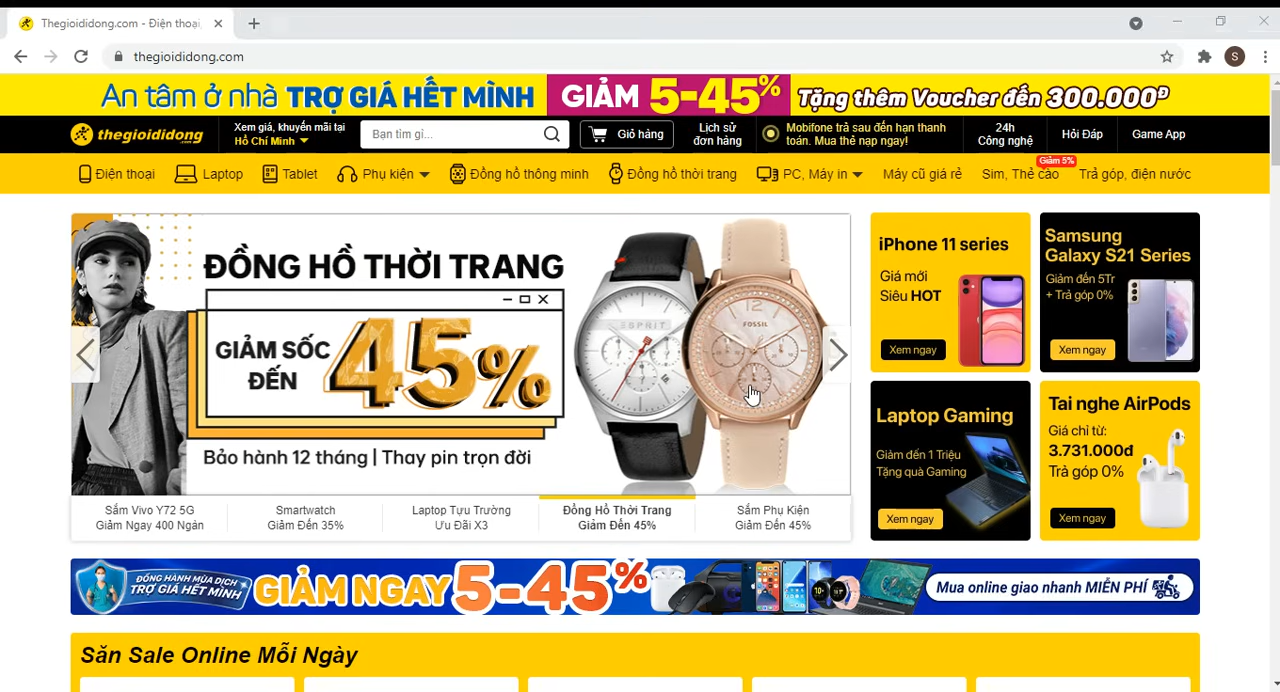 Thegioididong.com - Điện thoại,
thegioididong.com
S
An tâm ở nhà TRỢ GIÁ HẾT MÌNH GIẢM 5-45% Tặng thêm Voucher đến 300.000Đ
thegioididong
.com
Xem giá, khuyến mãi tại
Hồ Chí Minh
Bạn tìm gì...
Giỏ hàng
Lịch sử
đơn hàng
Mobifone trả sau đến hạn thanh
toán. Mua thẻ nạp ngay!
24h
Công nghệ
Hỏi Đáp
Game App
Giảm 5%
Điện thoại Laptop Tablet Phụ kiện Đồng hồ thông minh Đồng hồ thời trang PC, Máy in Máy cũ giá rẻ Sim, Thẻ cào Trả góp, điện nước
ĐỒNG HỒ THỜI TRANG
GIẢM SỐC
ĐẾN
45%
Bảo hành 12 tháng | Thay pin trọn đời
ESPRIT
FOSSIL
Sắm Vivo Y72 5G
Giảm Ngay 400 Ngàn
Smartwatch
Giảm Đến 35%
Laptop Tựu Trường
Ưu Đãi X3
Đồng Hồ Thời Trang
Giảm Đến 45%
Sắm Phụ Kiện
Giảm Đến 45%
iPhone 11 series
Giá mới
Siêu HOT
Xem ngay
Samsung
Galaxy S21 Series
Giảm đến 5Tr
+ Trả góp 0%
Xem ngay
Laptop Gaming
Giảm đến 1 Triệu
Tặng quà Gaming
Xem ngay
Tai nghe AirPods
Giá chỉ từ:
3.731.000đ
Trả góp 0%
Xem ngay
ĐỒNG HÀNH MÙA DỊCH
TRỢ GIÁ HẾT MÌNH
GIẢM NGAY 5-45%
Mua online giao nhanh MIỄN PHÍ
Săn Sale Online Mỗi Ngày